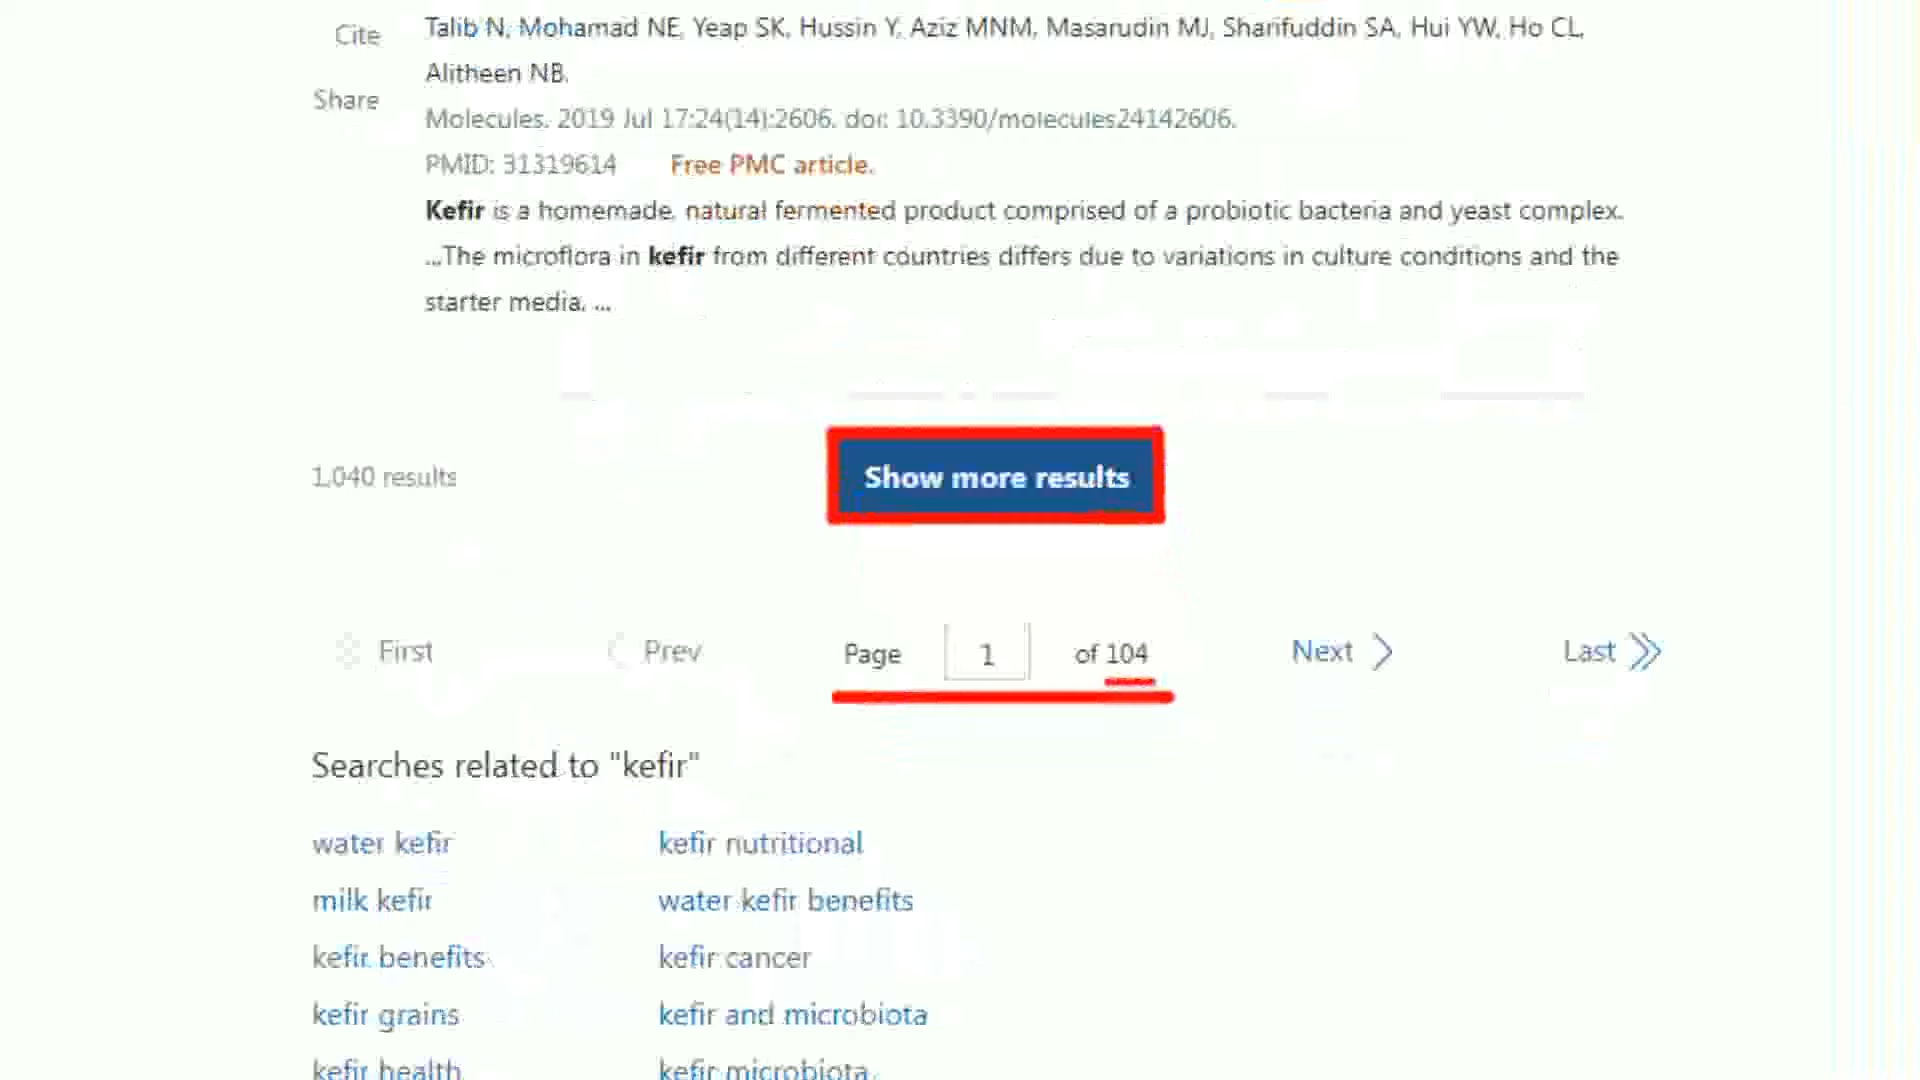 Cite
Talib N, Mohamad NE, Yeap SK, Hussin Y, Aziz MNM, Masarudin MJ, Sharifuddin SA, Hui YW, Ho CL,
Alitheen NB.
Share
Molecules. 2019 Jul 17;24(14):2606. doi: 10.3390/molecules24142606.
PMID: 31319614 Free PMC article.
Kefir is a homemade, natural fermented product comprised of a probiotic bacteria and yeast complex.
...The microflora in kefir from different countries differs due to variations in culture conditions and the
starter media. ...
1,040 results
Show more results
First Prev Page 1 of 104 Next Last
Searches related to "kefir"
water kefir kefir nutritional
milk kefir water kefir benefits
kefir benefits kefir cancer
kefir grains kefir and microbiota
kefir health kefir microbiota